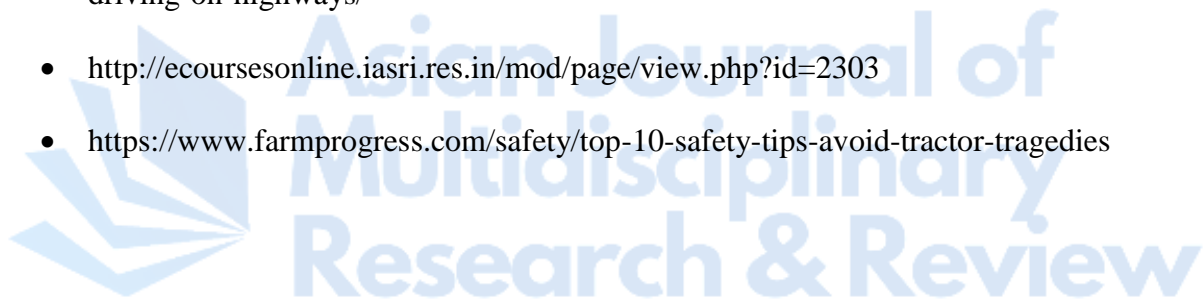 driving-on-highways/
• http://ecoursesonline.iasri.res.in/mod/page/view.php?id=2303
• https://www.farmprogress.com/safety/top-10-safety-tips-avoid-tractor-tragedies
Asian Journal of
Multidisciplinary
Research & Review